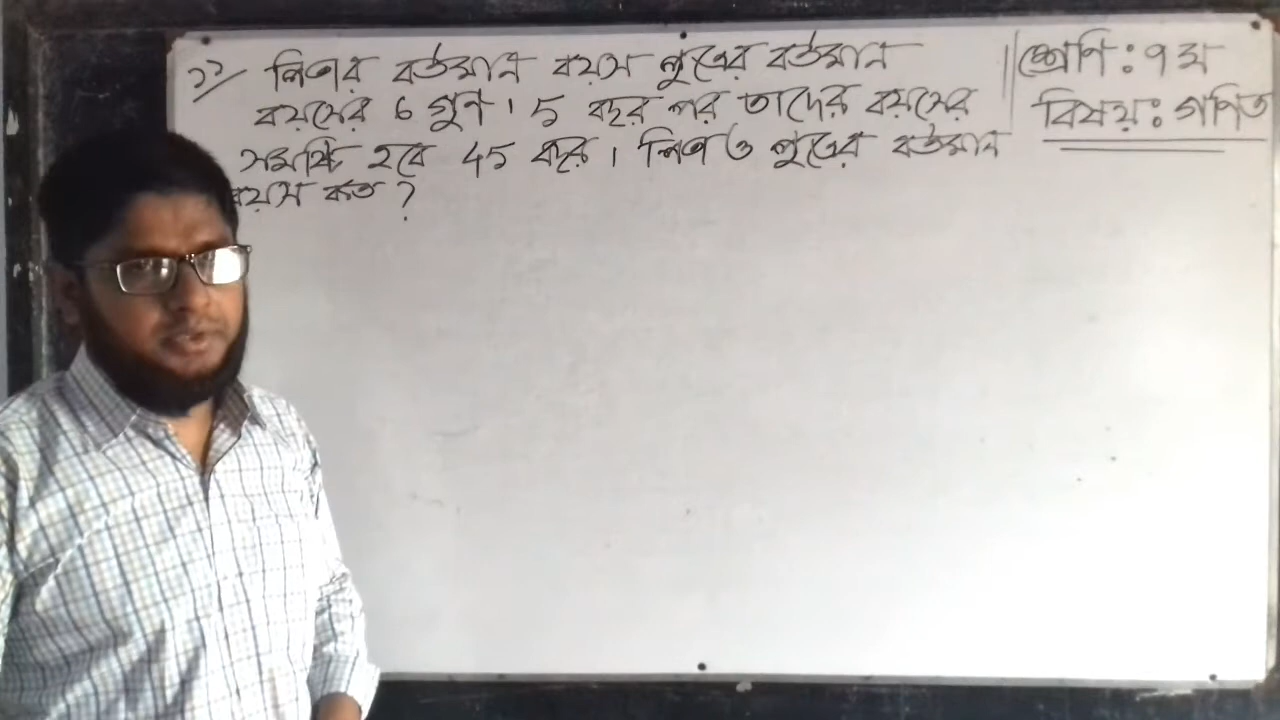 ১১/ পিতার বর্তমান বয়স পুত্রের বর্তমান
বয়সের 6 গুণ। 5 বছর পর তাদের বয়সের
সমষ্টি হবে 45 বছর। পিতা ও পুত্রের বর্তমান
বয়স কত ?
শ্রেণি : ৭ম
বিষয়ঃ গণিত